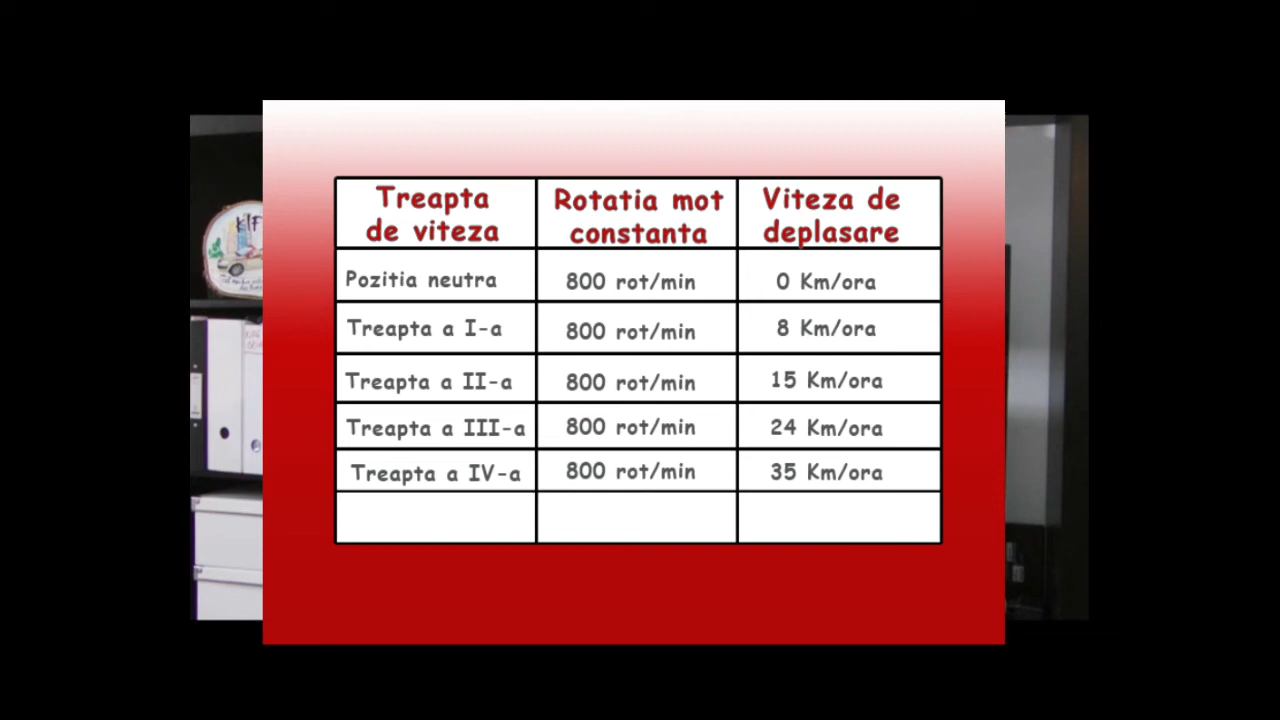 Treapta de viteza
Rotatia mot constanta
Viteza de deplasare
Pozitia neutra 800 rot/min 0 Km/ora
Treapta a I-a 800 rot/min 8 Km/ora
Treapta a II-a 800 rot/min 15 Km/ora
Treapta a III-a 800 rot/min 24 Km/ora
Treapta a IV-a 800 rot/min 35 Km/ora